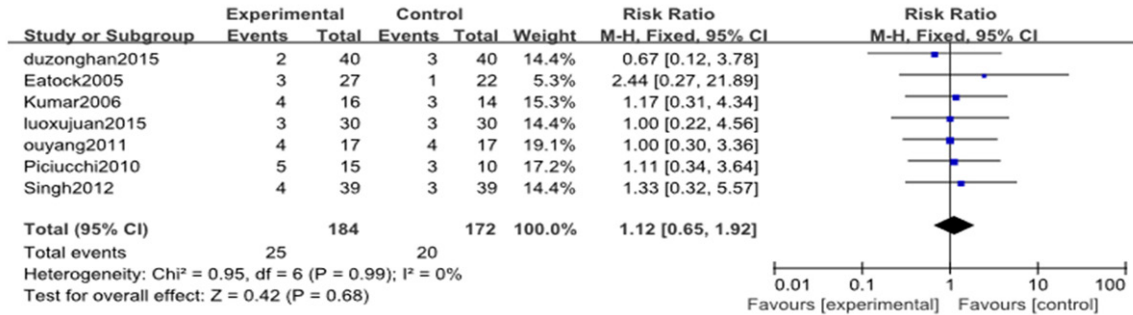 Experimental Control Risk Ratio Risk Ratio
Study or Subgroup Events Total Events Total Weight M-H, Fixed, 95% CI M-H, Fixed, 95% CI
duzonghan2015 2 40 3 40 14.4% 0.67 [0.12, 3.78]
Eatock2005 3 27 1 22 5.3% 2.44 [0.27, 21.89]
Kumar2006 4 16 3 14 15.3% 1.17 [0.31, 4.34]
luoxujuan2015 3 30 3 30 14.4% 1.00 [0.22, 4.56]
ouyang2011 4 17 4 17 19.1% 1.00 [0.30, 3.36]
Piciucchi2010 5 15 3 10 17.2% 1.11 [0.34, 3.64]
Singh2012 4 39 3 39 14.4% 1.33 [0.32, 5.57]
Total (95% CI) 184 172 100.0% 1.12 [0.65, 1.92]
Total events 25 20
Heterogeneity: Chi² = 0.95, df = 6 (P = 0.99); I² = 0%
Test for overall effect: Z = 0.42 (P = 0.68)
0.01 0.1 1 10 100
Favours [experimental] Favours [control]